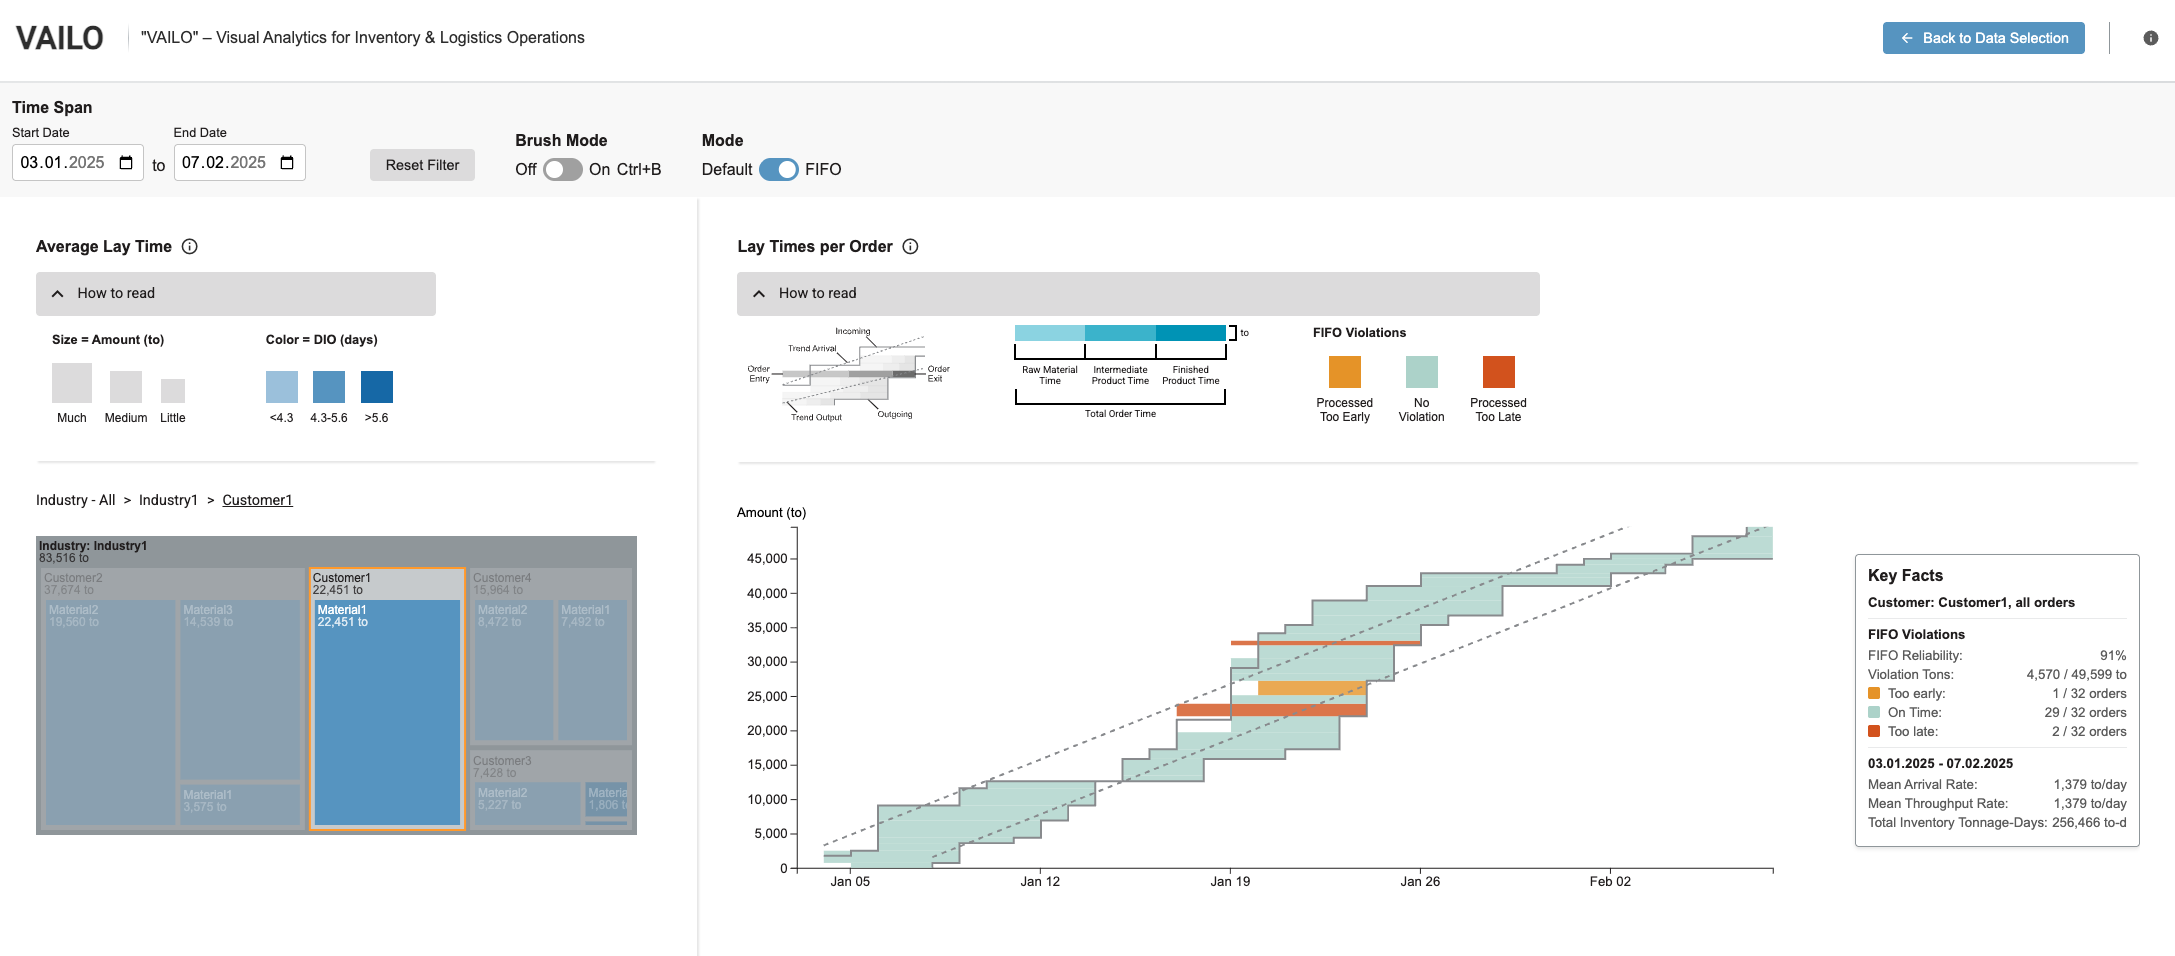 VAILO
"VAILO" – Visual Analytics for Inventory & Logistics Operations
Back to Data Selection
Time Span
Start Date
End Date
03.01.2025
to
07.02.2025
Reset Filter
Brush Mode
Off
On Ctrl+B
Mode
Default
FIFO
Average Lay Time
How to read
Size = Amount (to)
Color = DIO (days)
Much
Medium
Little
<4.3
4.3-5.6
>5.6
Industry - All > Industry1 > Customer1
Industry: Industry1
83,516 to
Customer2
37,674 to
Material2
19,560 to
Material3
14,539 to
Material1
3,575 to
Customer1
22,451 to
Material1
22,451 to
Customer4
15,964 to
Material2
8,472 to
Material1
7,492 to
Customer3
7,428 to
Material2
5,227 to
Materia
1,806 t
Lay Times per Order
How to read
Incoming
Trend Arrival
Order
Entry
Order
Exit
Trend Output
Outgoing
to
Raw Material
Time
Intermediate
Product Time
Finished
Product Time
Total Order Time
FIFO Violations
Processed
Too Early
No
Violation
Processed
Too Late
Amount (to)
45,000
40,000
35,000
30,000
25,000
20,000
15,000
10,000
5,000
0
Jan 05
Jan 12
Jan 19
Jan 26
Feb 02
Key Facts
Customer: Customer1, all orders
FIFO Violations
FIFO Reliability: 91%
Violation Tons: 4,570 / 49,599 to
Too early: 1 / 32 orders
On Time: 29 / 32 orders
Too late: 2 / 32 orders
03.01.2025 - 07.02.2025
Mean Arrival Rate: 1,379 to/day
Mean Throughput Rate: 1,379 to/day
Total Inventory Tonnage-Days: 256,466 to-d